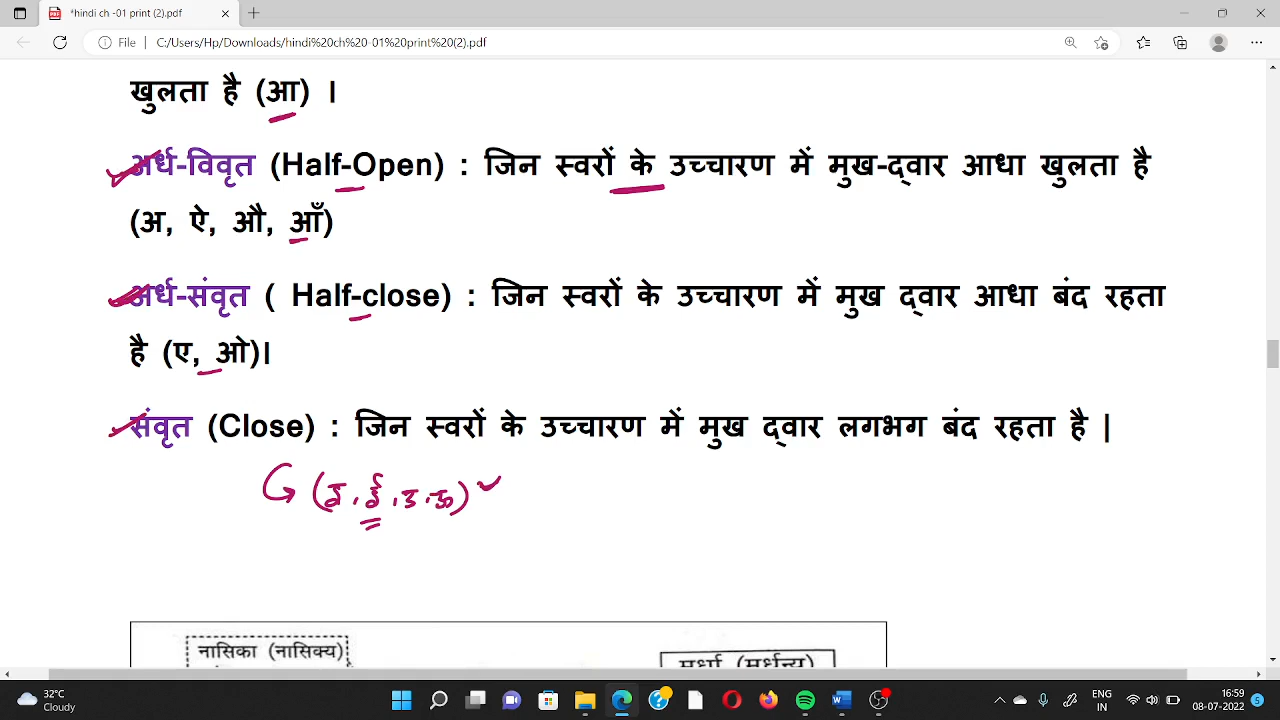 *hindi ch -01 print (2).pdf
File C:/Users/Hp/Downloads/hindi%20ch%20-01%20print%20(2).pdf
खुलता है (आ) ।
अर्ध-विवृत (Half-Open) : जिन स्वरों के उच्चारण में मुख-द्वार आधा खुलता है
(अ, ऐ, औ, आँ)
अर्ध-संवृत ( Half-close) : जिन स्वरों के उच्चारण में मुख द्वार आधा बंद रहता
है (ए, ओ)।
संवृत (Close) : जिन स्वरों के उच्चारण में मुख द्वार लगभग बंद रहता है |
(इ, ई, उ, ऊ)
नासिका (नासिक्य)
मूर्धा (मूर्धन्य)
32°C
Cloudy
ENG
IN
16:59
08-07-2022
5